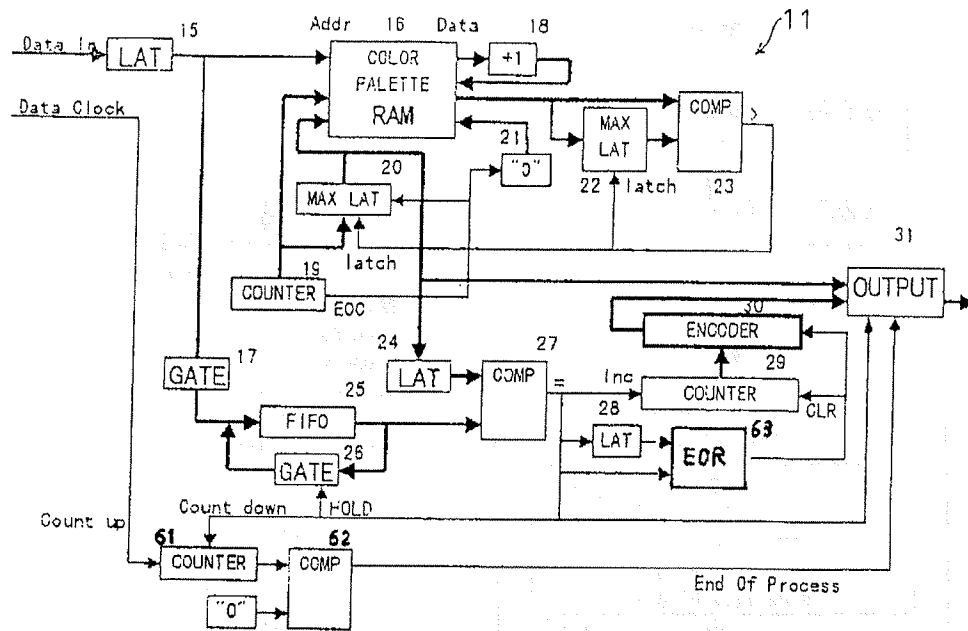 Data In
15
LAT
Addr
16
Data
18
11
COLOR
PALETTE
RAM
+1
COMP
>
Data Clock
MAX
LAT
21
"0"
20
22
latch
23
MAX LAT
31
latch
19
COUNTER
EOC
OUTPUT
30
ENCODER
24
27
29
LAT
COMP
=
Inc
COUNTER
CLR
17
GATE
25
28
FIFO
LAT
63
EOR
26
GATE
Count down
HOLD
Count up
61
62
COUNTER
COMP
End Of Process
"0"